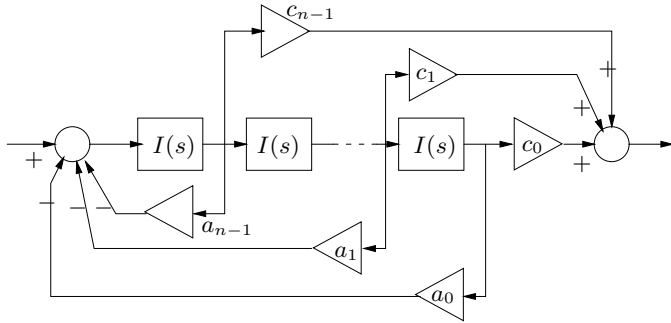 c_{n-1}
c_1
+
+
I(s) I(s) I(s) c_0
+ +
− − −
a_{n-1}
a_1
a_0